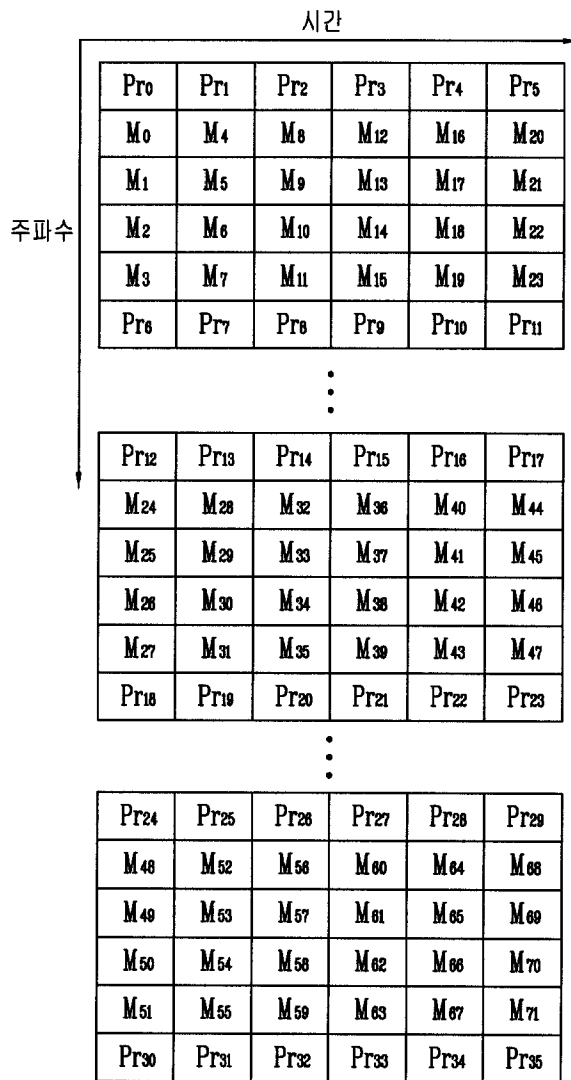 시간
주파수
Pr0 Pr1 Pr2 Pr3 Pr4 Pr5
M0 M4 M8 M12 M16 M20
M1 M5 M9 M13 M17 M21
M2 M6 M10 M14 M18 M22
M3 M7 M11 M15 M19 M23
Pr6 Pr7 Pr8 Pr9 Pr10 Pr11
Pr12 Pr13 Pr14 Pr15 Pr16 Pr17
M24 M28 M32 M36 M40 M44
M25 M29 M33 M37 M41 M45
M26 M30 M34 M38 M42 M46
M27 M31 M35 M39 M43 M47
Pr18 Pr19 Pr20 Pr21 Pr22 Pr23
Pr24 Pr25 Pr26 Pr27 Pr28 Pr29
M48 M52 M56 M60 M64 M68
M49 M53 M57 M61 M65 M69
M50 M54 M58 M62 M66 M70
M51 M55 M59 M63 M67 M71
Pr30 Pr31 Pr32 Pr33 Pr34 Pr35